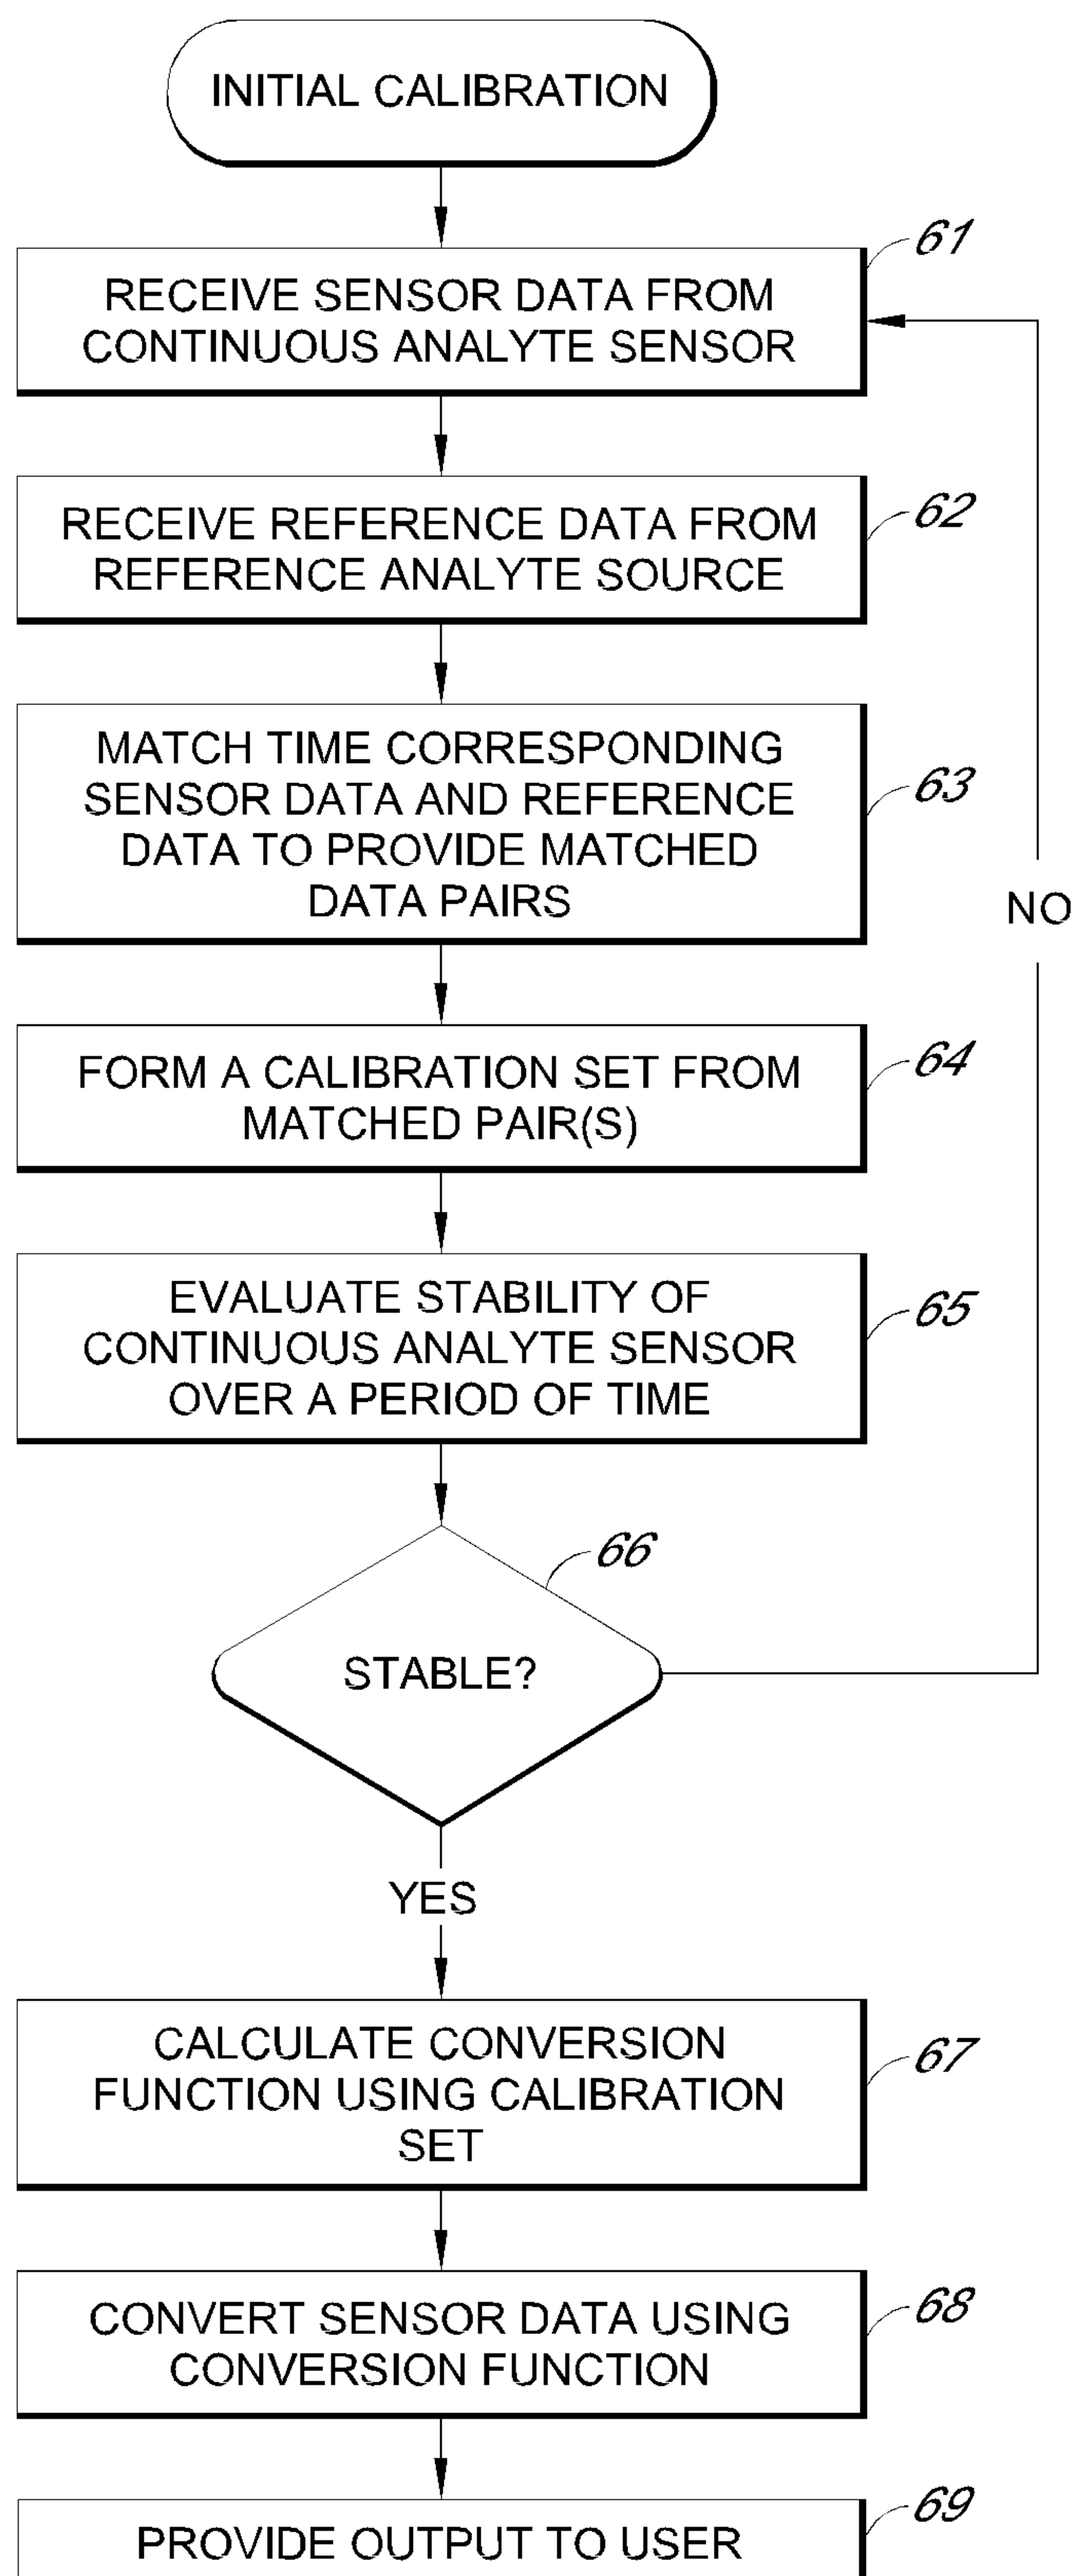 INITIAL CALIBRATION
61
RECEIVE SENSOR DATA FROM
CONTINUOUS ANALYTE SENSOR
62
RECEIVE REFERENCE DATA FROM
REFERENCE ANALYTE SOURCE
63
MATCH TIME CORRESPONDING
SENSOR DATA AND REFERENCE
DATA TO PROVIDE MATCHED
DATA PAIRS
NO
64
FORM A CALIBRATION SET FROM
MATCHED PAIR(S)
65
EVALUATE STABILITY OF
CONTINUOUS ANALYTE SENSOR
OVER A PERIOD OF TIME
66
STABLE?
YES
67
CALCULATE CONVERSION
FUNCTION USING CALIBRATION
SET
68
CONVERT SENSOR DATA USING
CONVERSION FUNCTION
69
PROVIDE OUTPUT TO USER